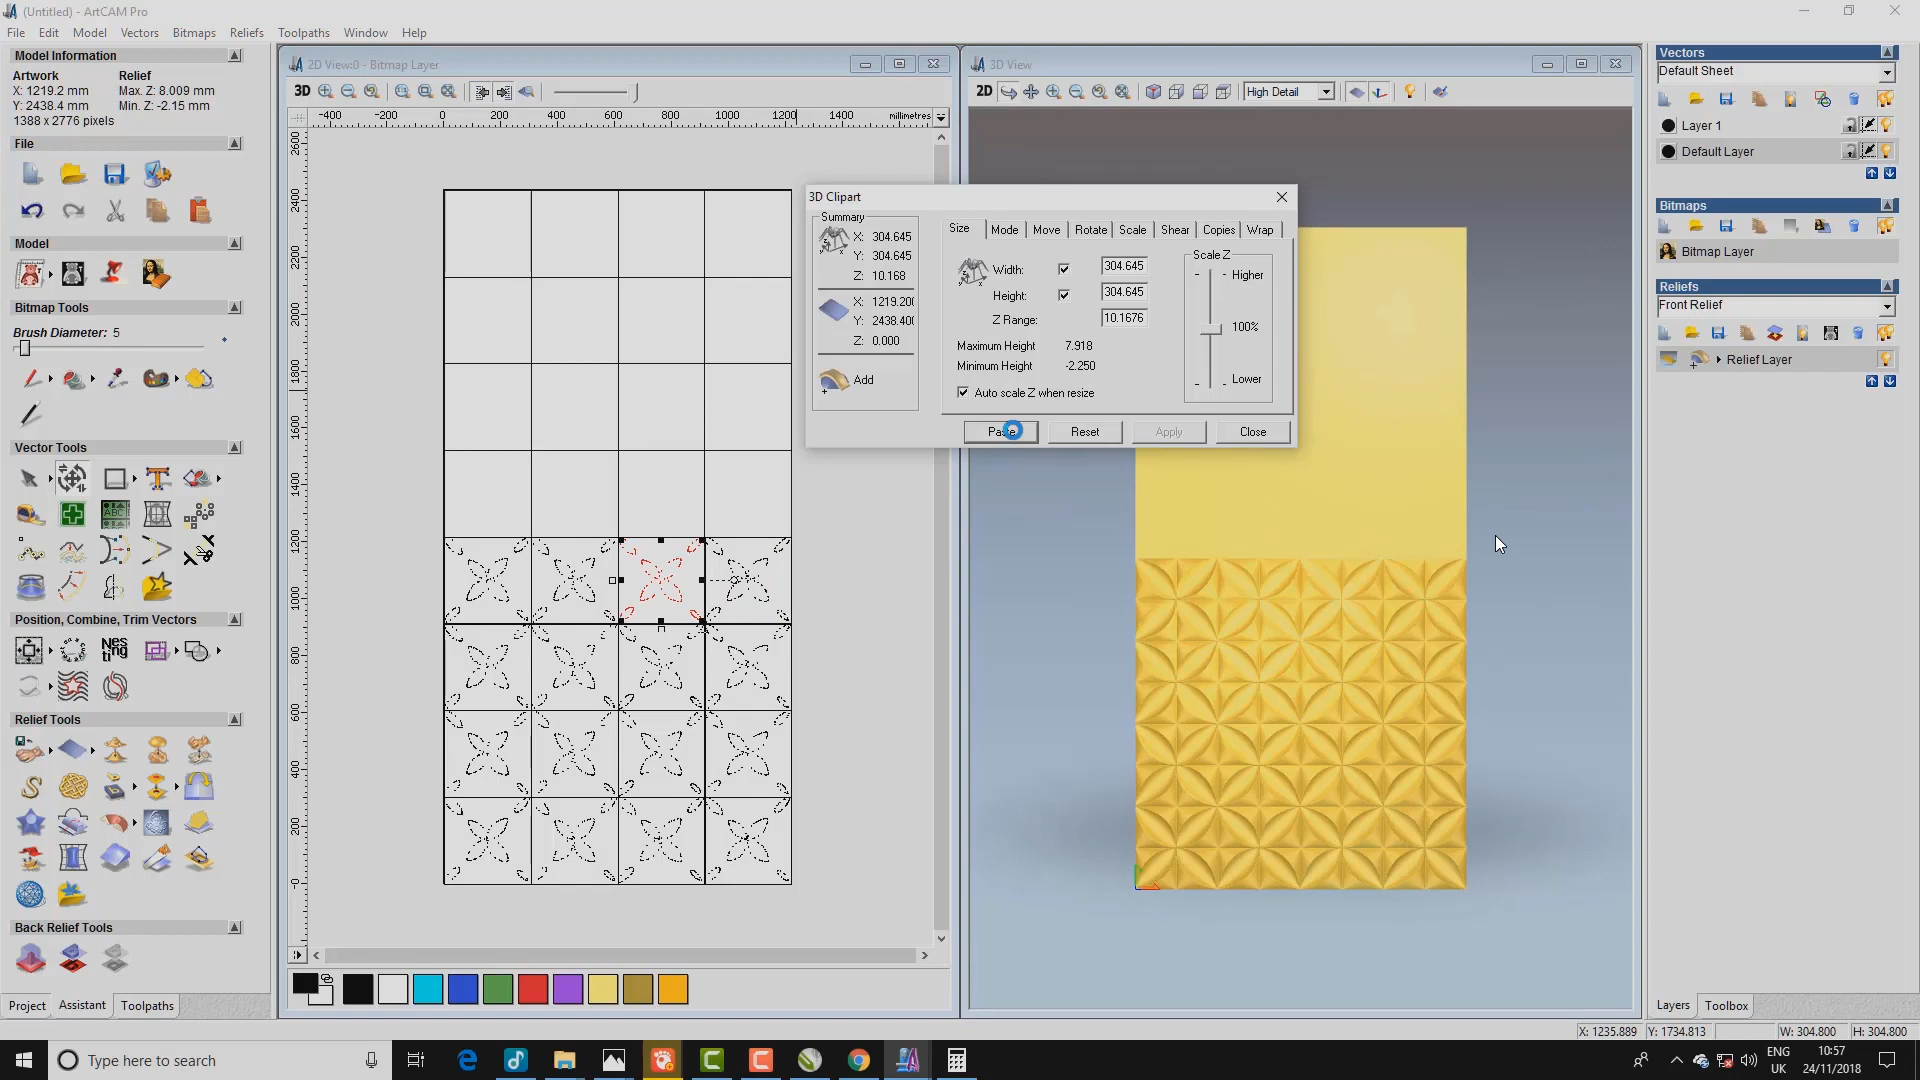 (Untitled) - ArtCAM Pro
File Edit Model Vectors Bitmaps Reliefs Toolpaths Window Help
Model Information
Artwork Relief
X: 1219.2 mm Max. Z: 8.009 mm
Y: 2438.4 mm Min. Z: -2.15 mm
1388 x 2776 pixels
File
Model
Bitmap Tools
Brush Diameter: 5
Vector Tools
ABC
Position, Combine, Trim Vectors
Nes
ti
Relief Tools
Back Relief Tools
Project Assistant Toolpaths
2D View:0 - Bitmap Layer
3D
-400 -200 0 200 400 600 800 1000 1200 1400 millimetres
2600
2400
2200
2000
1800
1600
1400
1200
1000
800
600
400
200
-0
3D View
2D High Detail
3D Clipart
Summary
X: 304.645
Y: 304.645
Z: 10.168
X: 1219.20
Y: 2438.40
Z: 0.000
Add
Size Mode Move Rotate Scale Shear Copies Wrap
Width: 304.645
Height: 304.645
Z Range: 10.1676
Maximum Height 7.918
Minimum Height -2.250
Auto scale Z when resize
Scale Z
Higher
100%
Lower
Paste Reset Apply Close
Vectors
Default Sheet
Layer 1
Default Layer
Bitmaps
Bitmap Layer
Reliefs
Front Relief
Relief Layer
Layers Toolbox
X: 1235.889 Y: 1734.813 W: 304.800 H: 304.800
Type here to search
ENG
UK
10:57
24/11/2018